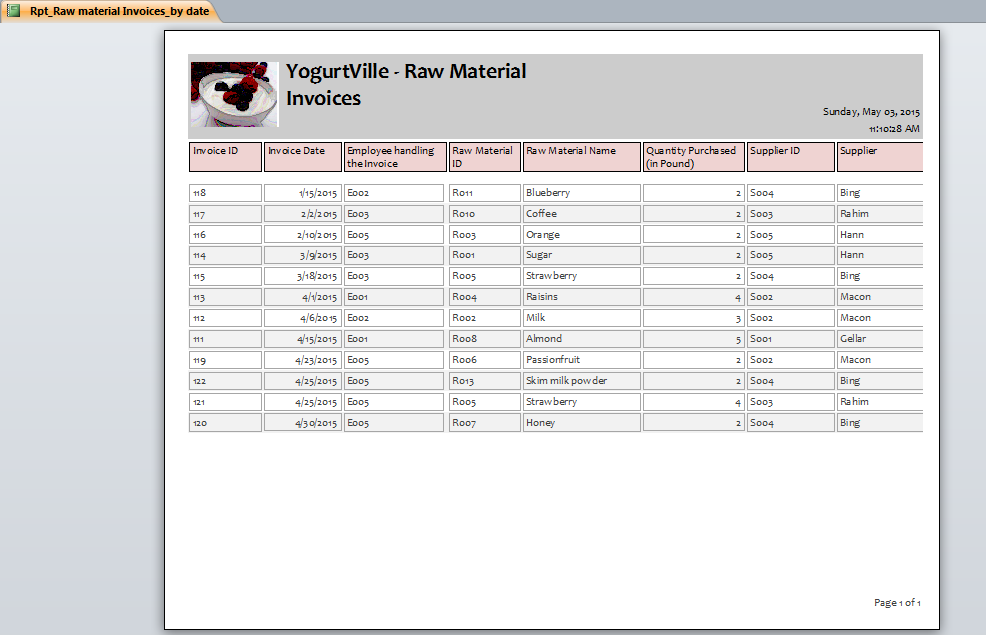 Rpt_Raw material Invoices_by date
YogurtVille - Raw Material
Invoices
Sunday, May 03, 2015
11:10:28 AM
Invoice ID Invoice Date Employee handling the Invoice Raw Material ID Raw Material Name Quantity Purchased (in Pound) Supplier ID Supplier
118 1/15/2015 E002 R011 Blueberry 2 S004 Bing
117 2/2/2015 E003 R010 Coffee 2 S003 Rahim
116 2/10/2015 E005 R003 Orange 2 S005 Hann
114 3/9/2015 E003 R001 Sugar 2 S005 Hann
115 3/18/2015 E003 R005 Strawberry 2 S004 Bing
113 4/1/2015 E001 R004 Raisins 4 S002 Macon
112 4/6/2015 E002 R002 Milk 3 S002 Macon
111 4/15/2015 E001 R008 Almond 5 S001 Gellar
119 4/23/2015 E005 R006 Passionfruit 2 S002 Macon
122 4/25/2015 E005 R013 Skim milk powder 2 S004 Bing
121 4/25/2015 E005 R005 Strawberry 4 S003 Rahim
120 4/30/2015 E005 R007 Honey 2 S004 Bing
Page 1 of 1